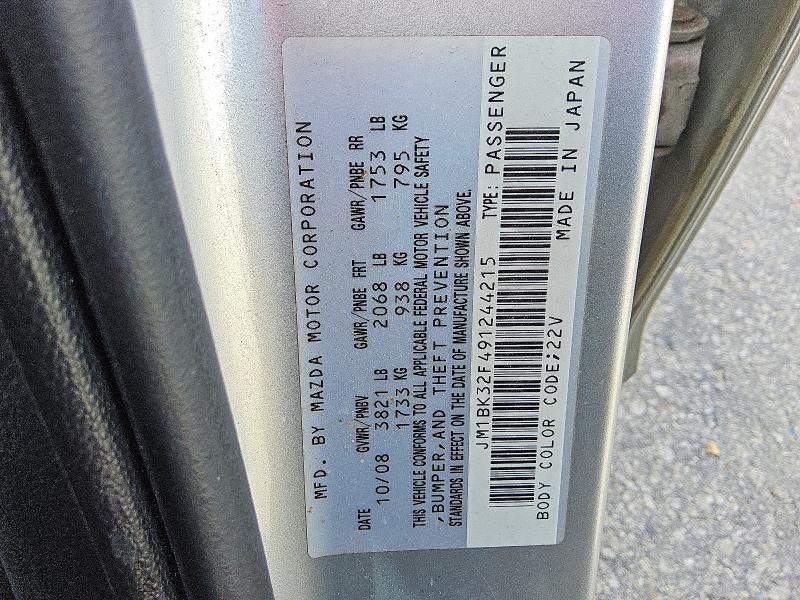 MFD. BY MAZDA MOTOR CORPORATION
DATE GVWR/PNBV GAWR/PNBE FRT GAWR/PNBE RR
10/08 3821 LB 2068 LB 1753 LB
1733 KG 938 KG 795 KG
THIS VEHICLE CONFORMS TO ALL APPLICABLE FEDERAL MOTOR VEHICLE SAFETY
,BUMPER,AND THEFT PREVENTION
STANDARDS IN EFFECT ON THE DATE OF MANUFACTURE SHOWN ABOVE.
JM1BK32F491244215 TYPE: PASSENGER
BODY COLOR CODE;22V MADE IN JAPAN